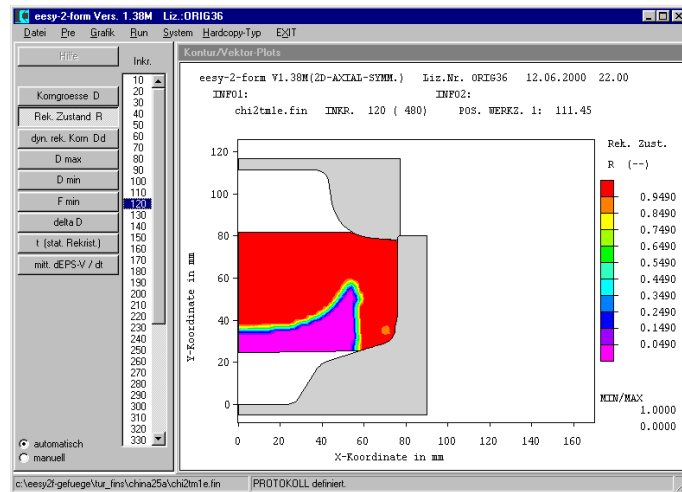 eesy-2-form Vers. 1.38M Liz.:ORIG36
Datei Pre Grafik Run System Hardcopy-Typ EXIT
Hilfe
Inkr.
Korngroesse D
Rek. Zustand R
dyn. rek. Korn Dd
D max
D min
F min
delta D
t (stat. Rekrist.)
mitt. dEPS-V / dt
10
20
30
40
50
60
70
80
90
100
110
120
130
140
150
160
170
180
190
200
210
220
230
240
250
260
270
280
290
300
310
320
330
automatisch
manuell
Kontur/Vektor-Plots
eesy-2-form V1.38M(2D-AXIAL-SYMM.) Liz.Nr. ORIG36 12.06.2000 22.00
INFO1: INFO2:
chi2tm1e.fin INKR. 120 ( 480) POS. WERKZ. 1: 111.45
Rek. Zust.
R (--)
0.9490
0.8490
0.7490
0.6490
0.5490
0.4490
0.3490
0.2490
0.1490
0.0490
MIN/MAX
1.0000
0.0000
Y-Koordinate in mm
120
100
80
60
40
20
0
0 20 40 60 80 100 120 140 160
X-Koordinate in mm
c:\eesy2f-gefuege\tur_fins\china25a\chi2tm1e.fin PROTOKOLL definiert.